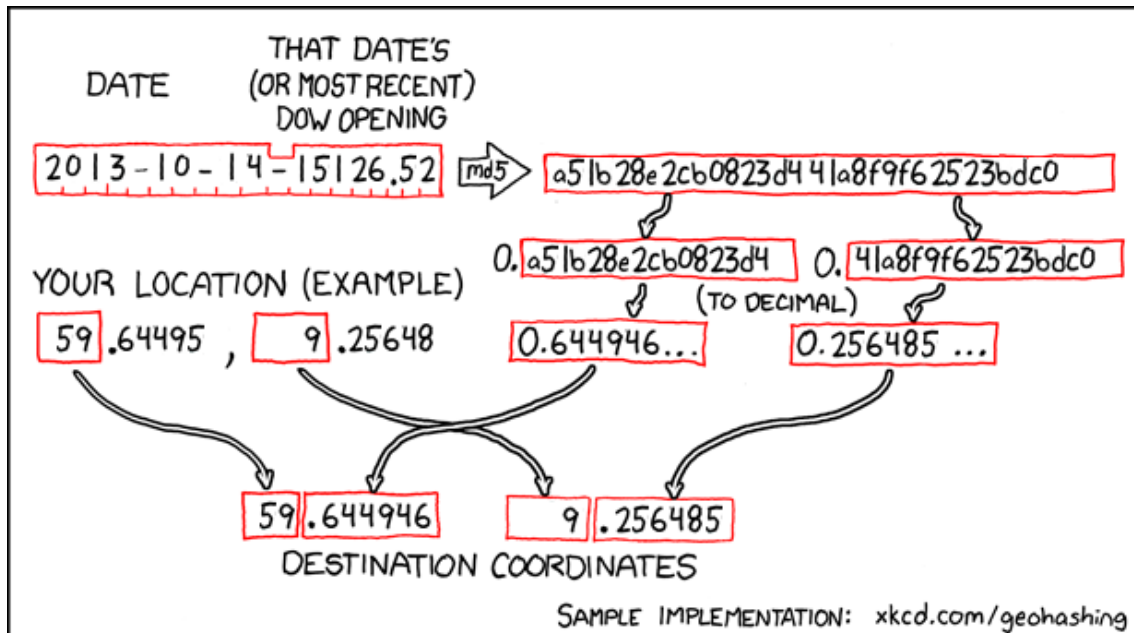 DATE
THAT DATE'S
(OR MOST RECENT)
DOW OPENING
2013-10-14-15126.52
md5
a51b28e2cb0823d441a8f9f62523bdc0
0.a51b28e2cb0823d4
0.41a8f9f62523bdc0
YOUR LOCATION (EXAMPLE)
(TO DECIMAL)
59.64495, 9.25648
0.644946...
0.256485...
59.644946
9.256485
DESTINATION COORDINATES
SAMPLE IMPLEMENTATION: xkcd.com/geohashing